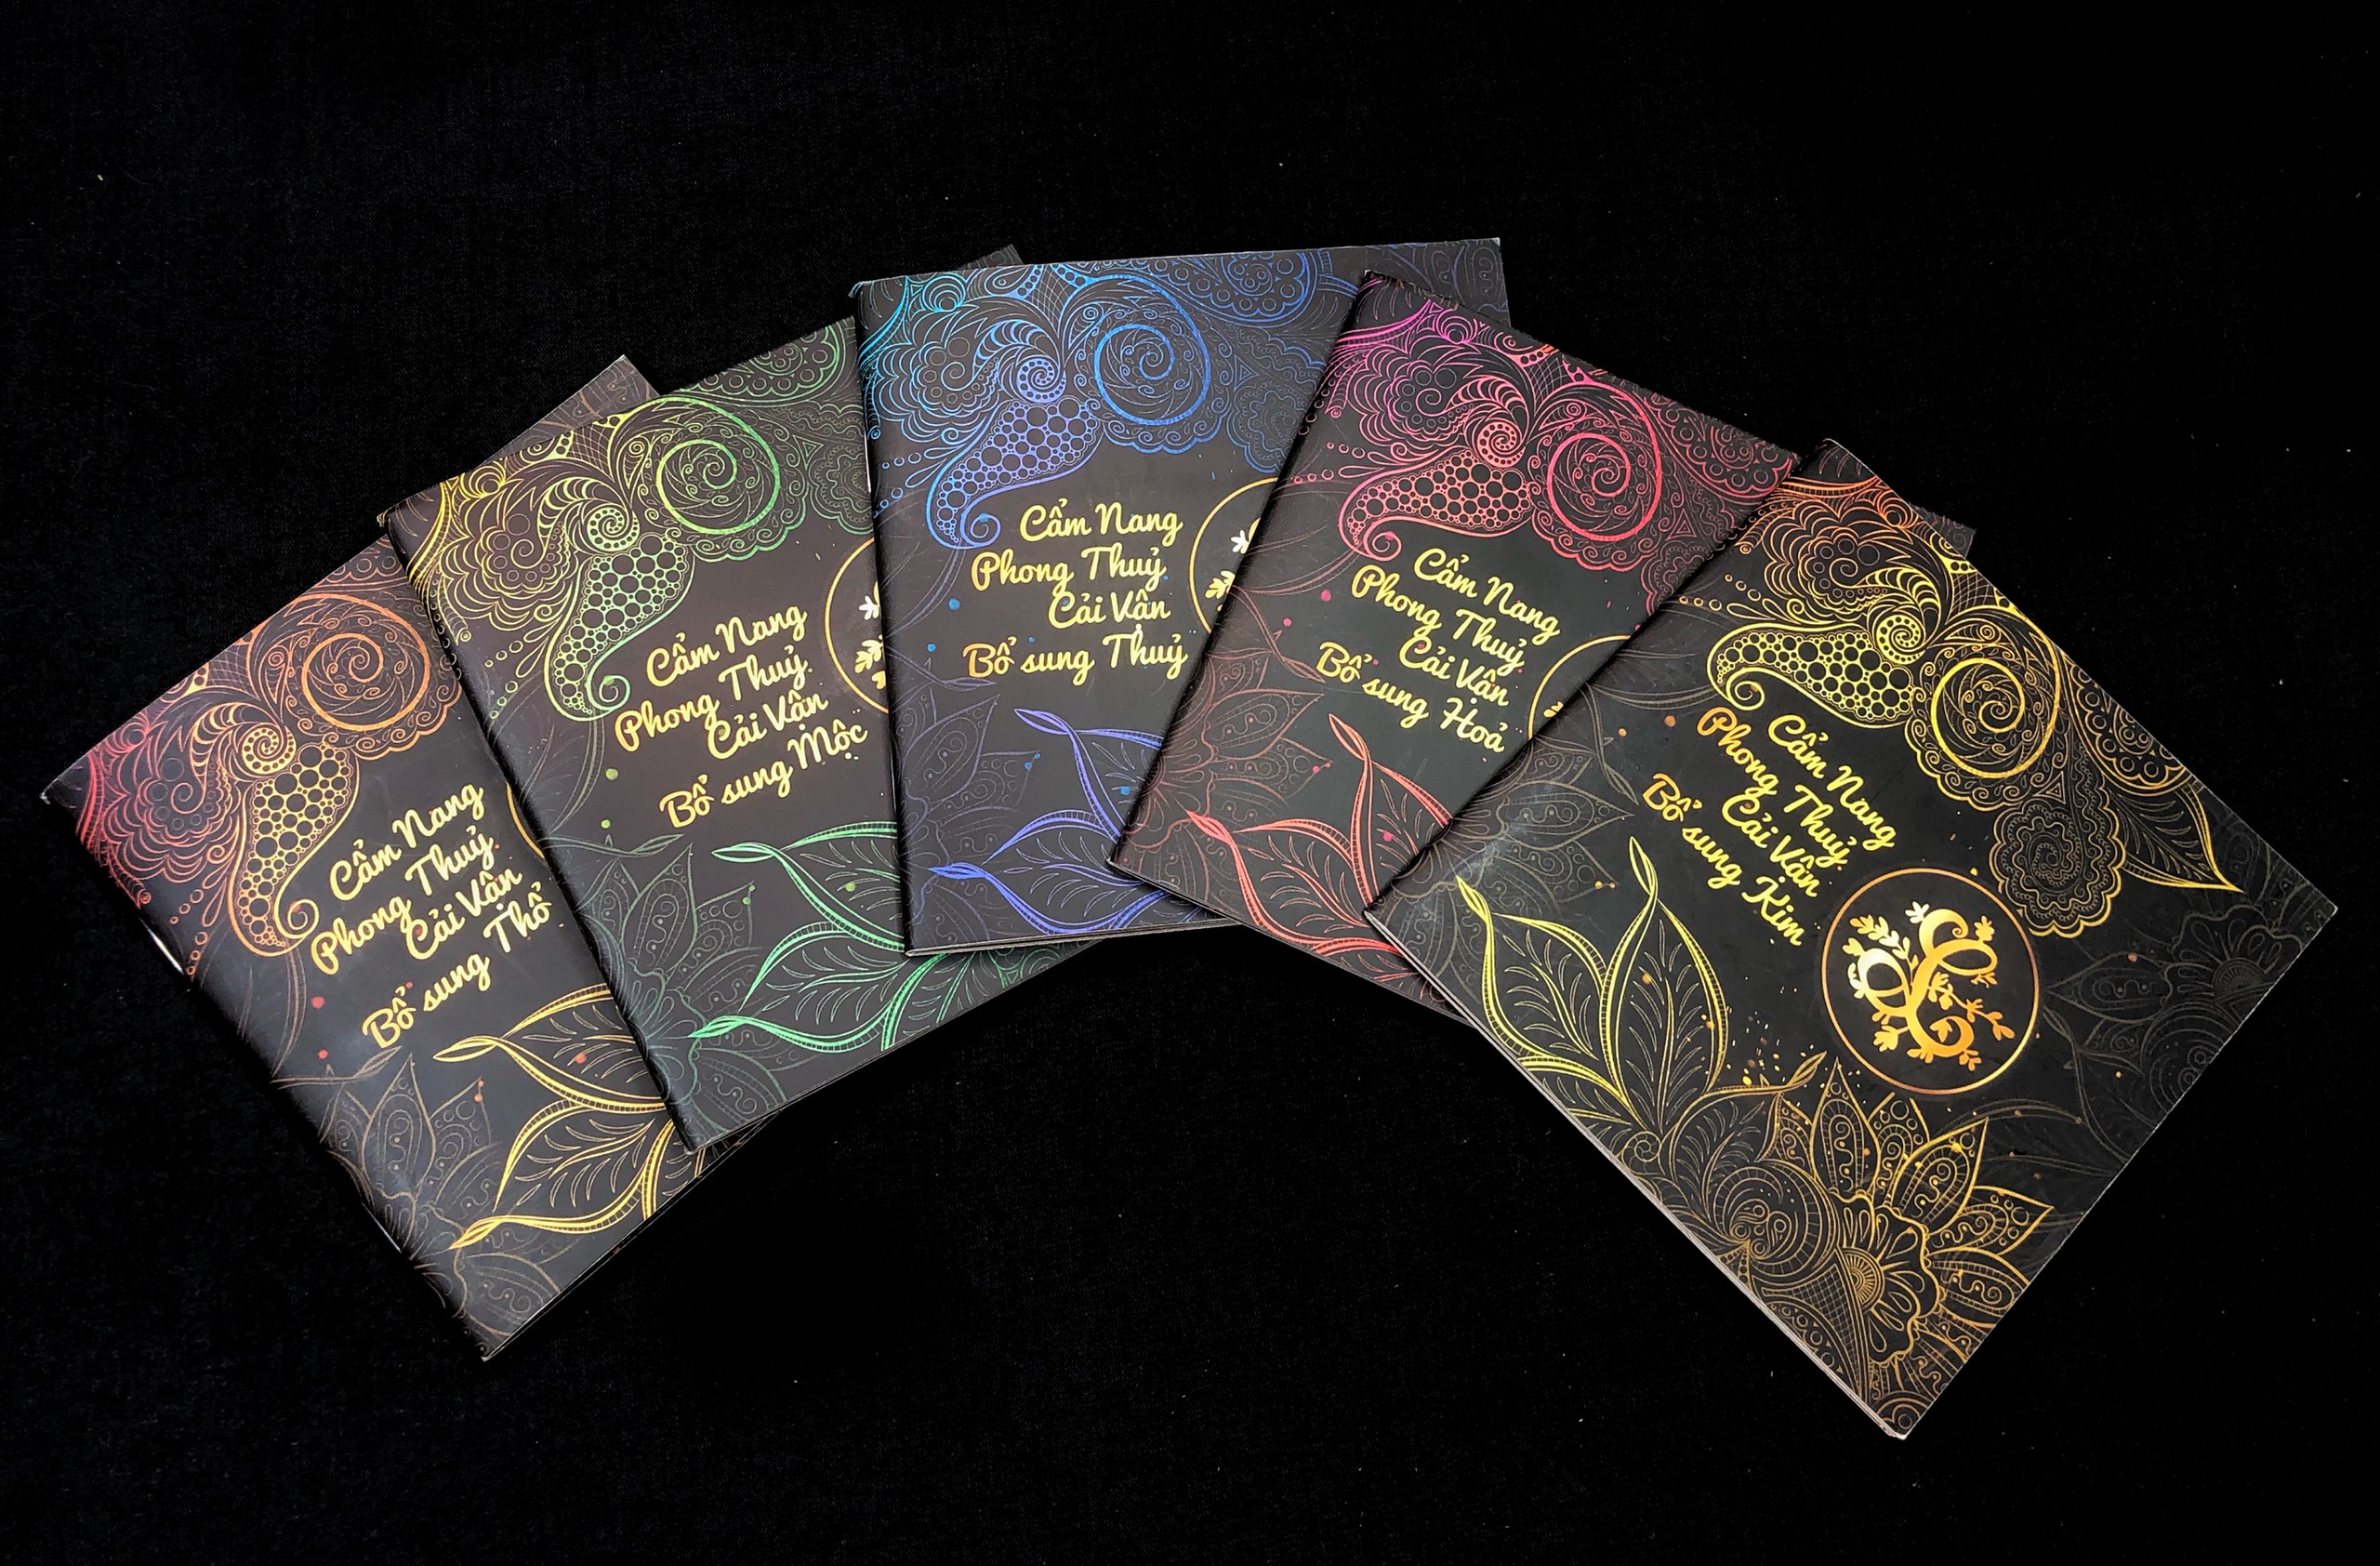 Cẩm Nang
Phong Thuỷ
Cải Vận
Bổ sung Thổ
Cẩm Nang
Phong Thuỷ
Cải Vận
Bổ sung Mộc
Cẩm Nang
Phong Thuỷ
Cải Vận
Bổ sung Thuỷ
Cẩm Nang
Phong Thuỷ
Cải Vận
Bổ sung Hoả
Cẩm Nang
Phong Thuỷ
Cải Vận
Bổ sung Kim